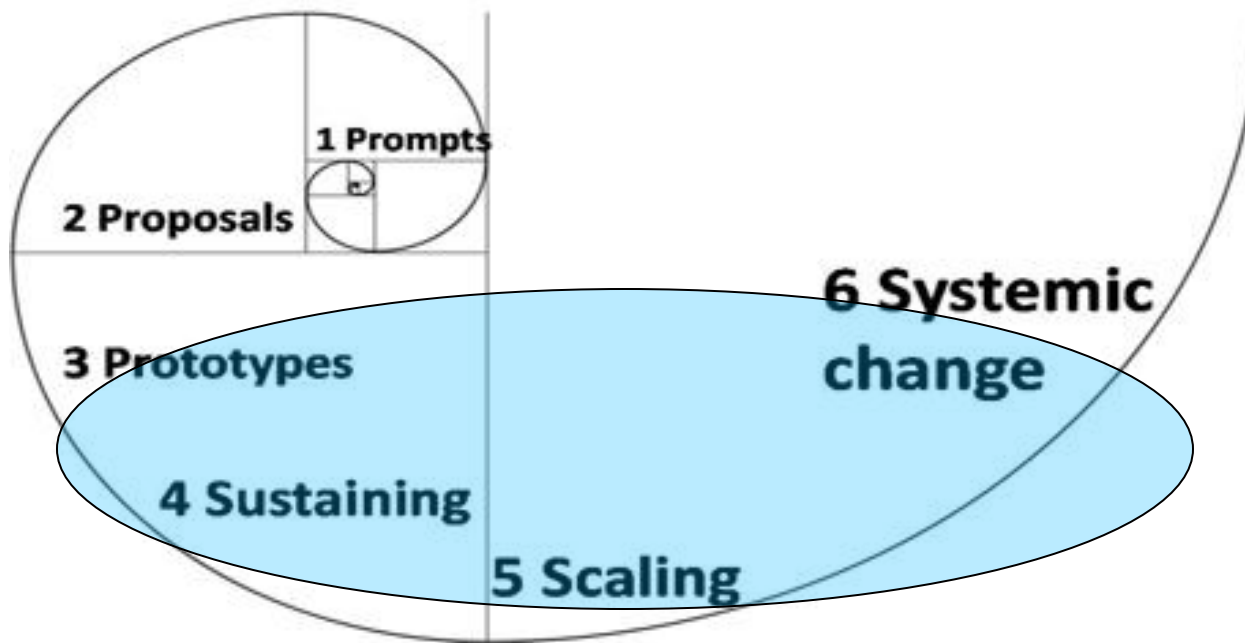 1 Prompts
2 Proposals
3 Prototypes
4 Sustaining
5 Scaling
6 Systemic
change